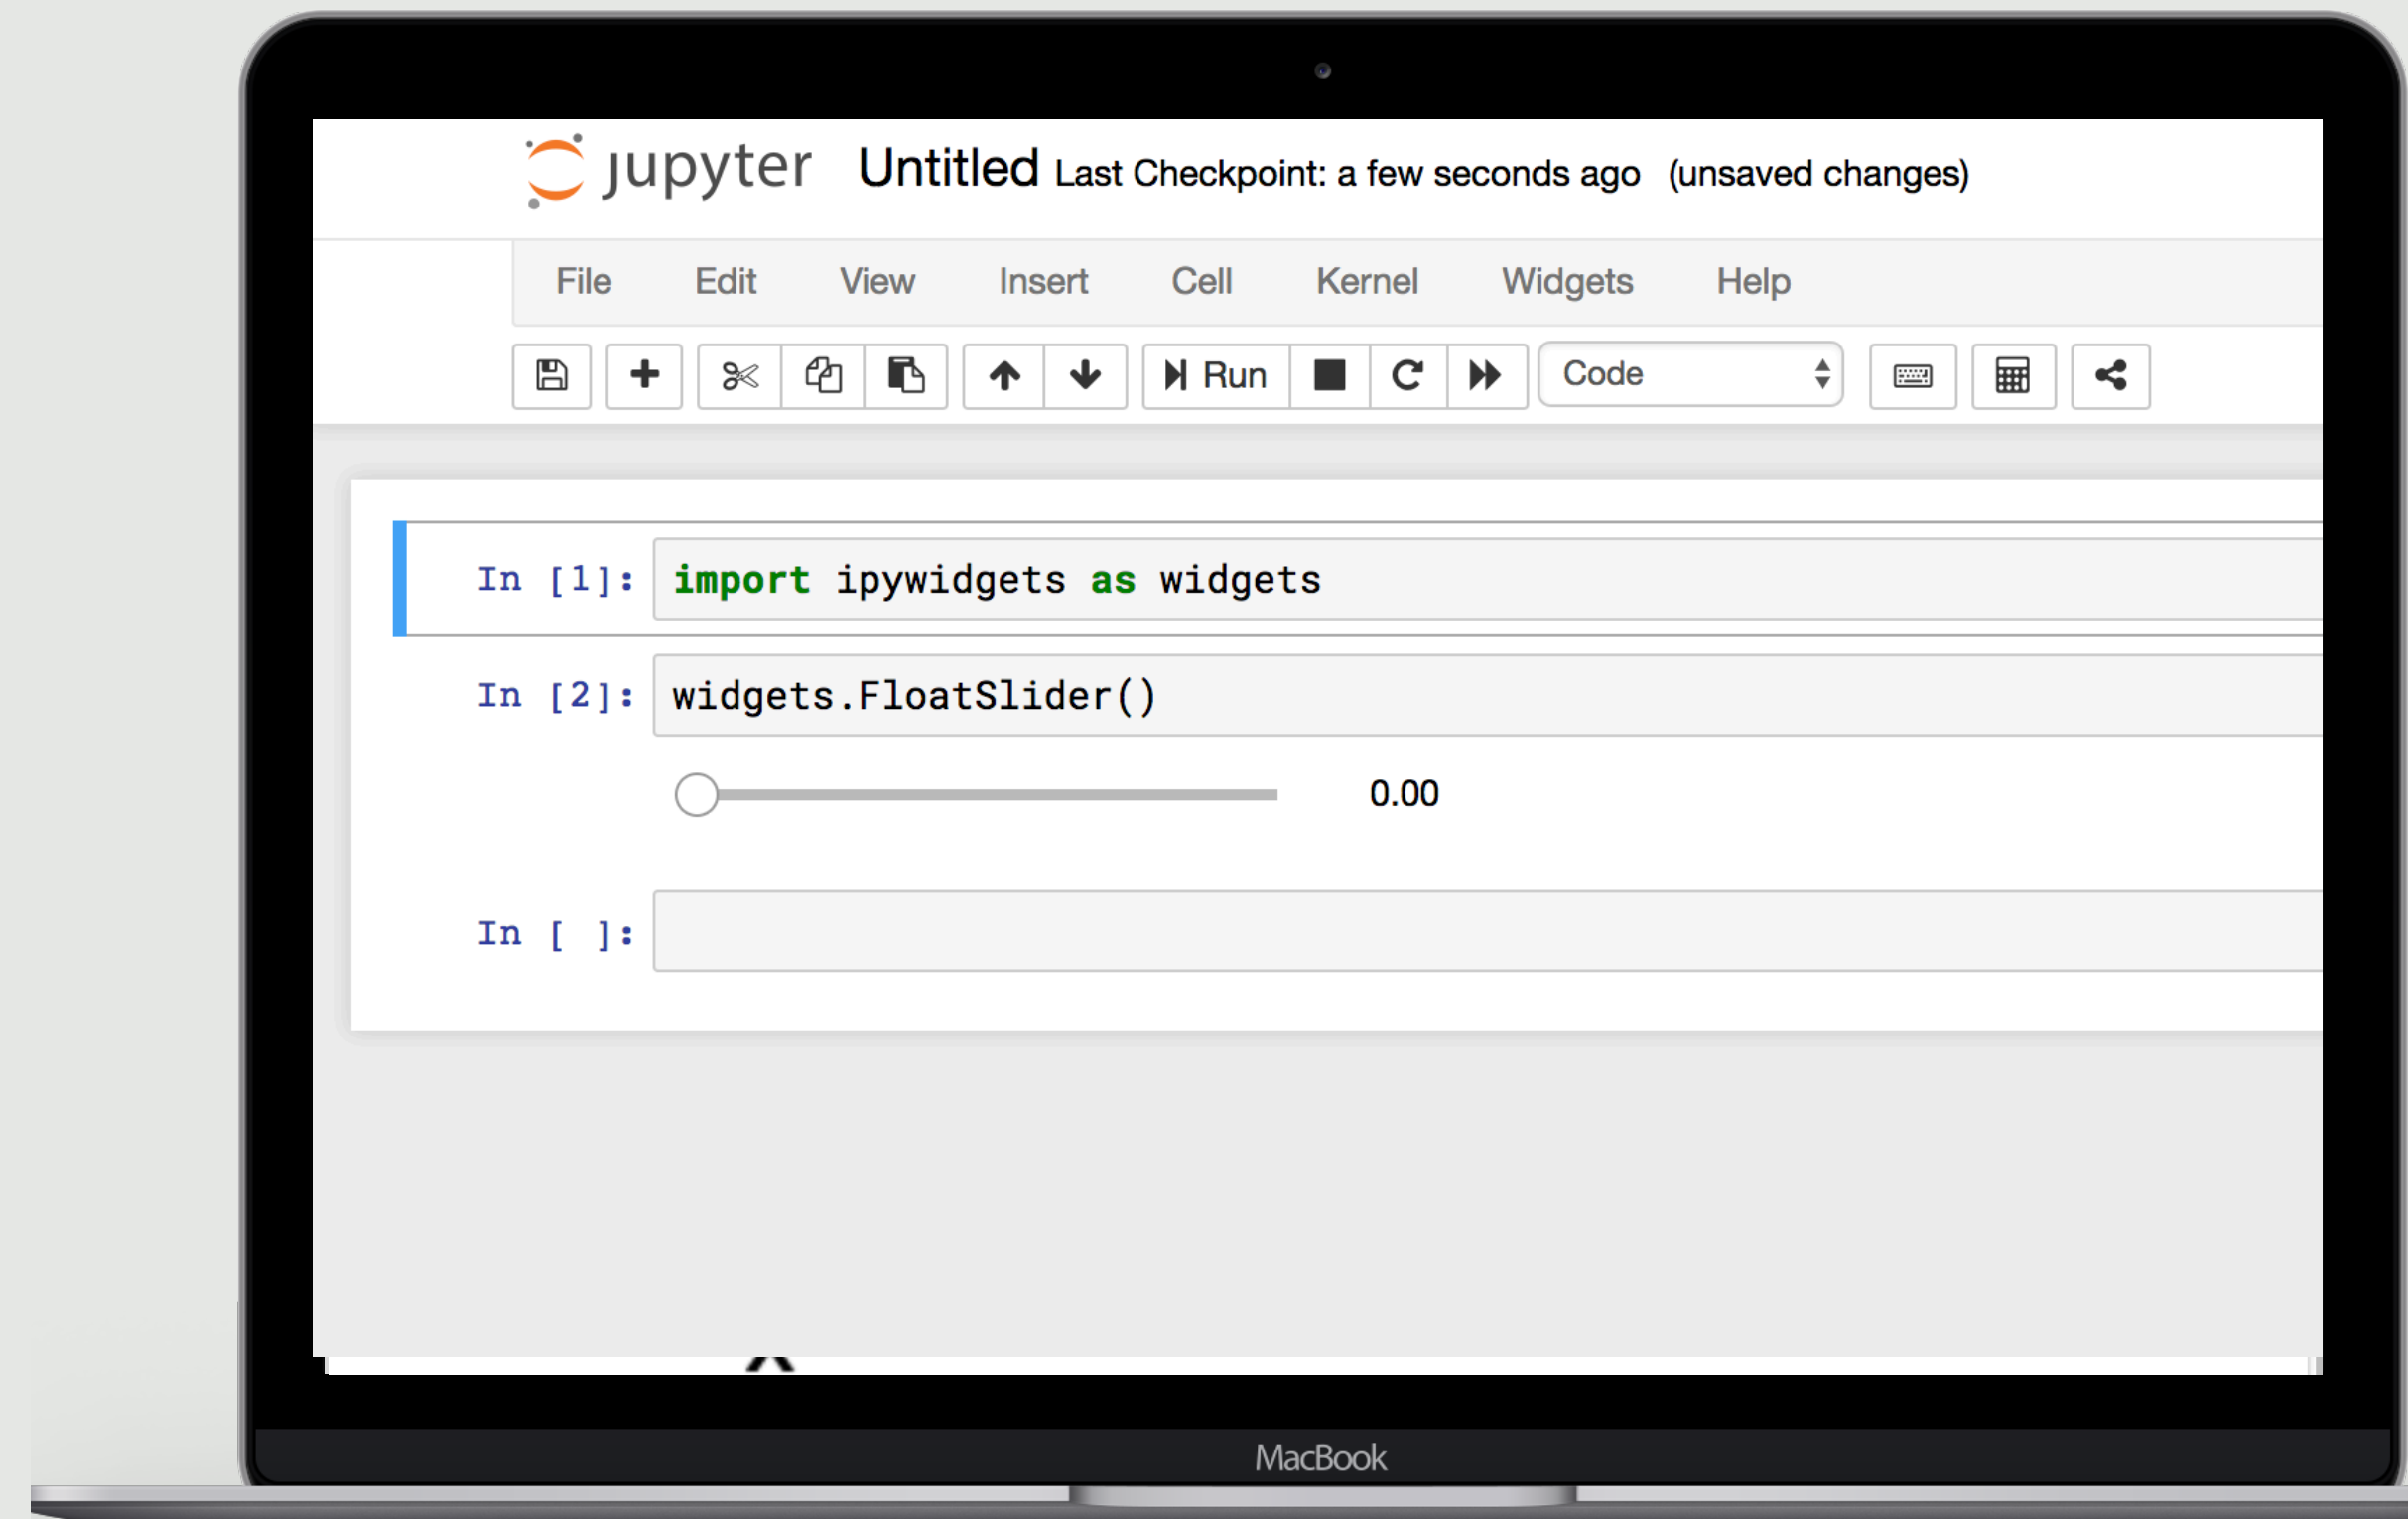 jupyter Untitled Last Checkpoint: a few seconds ago (unsaved changes)
File Edit View Insert Cell Kernel Widgets Help
Run Code
In [1]: import ipywidgets as widgets
In [2]: widgets.FloatSlider()
0.00
In [ ]:
MacBook